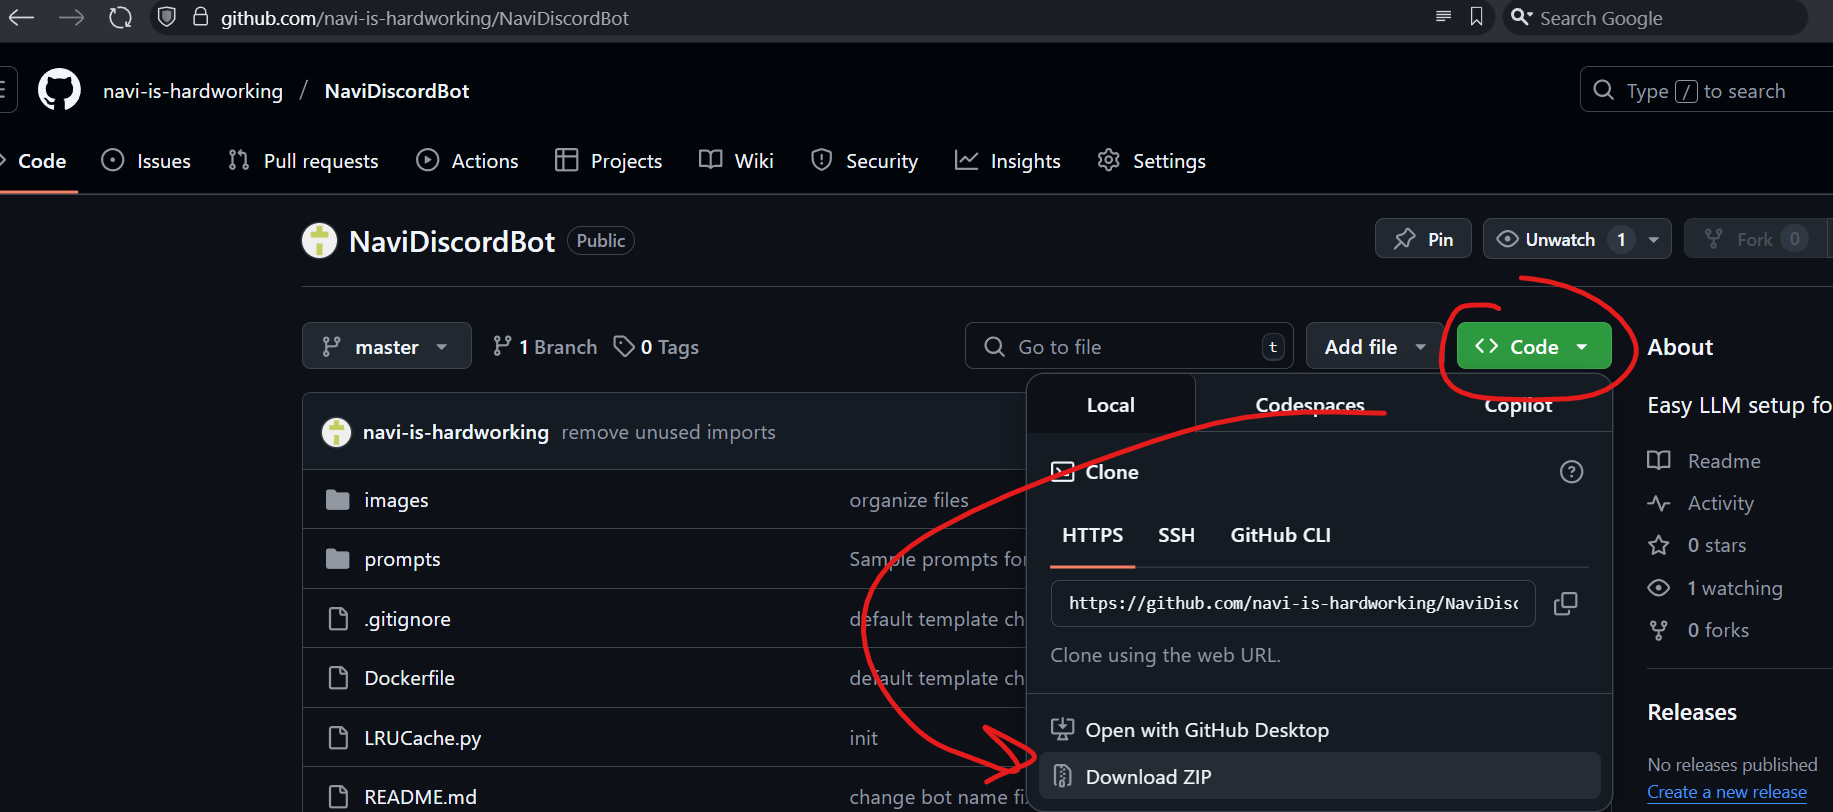 github.com/navi-is-hardworking/NaviDiscordBot
Search Google
navi-is-hardworking / NaviDiscordBot
Type / to search
Code Issues Pull requests Actions Projects Wiki Security Insights Settings
NaviDiscordBot Public
Pin Unwatch 1 Fork 0
master 1 Branch 0 Tags
Go to file t Add file Code
About
Local Codespaces Copilot
Easy LLM setup fo
navi-is-hardworking remove unused imports
Readme
Clone
images organize files
Activity
HTTPS SSH GitHub CLI
0 stars
prompts Sample prompts for
1 watching
https://github.com/navi-is-hardworking/NaviDisc
.gitignore default template ch
0 forks
Clone using the web URL.
Dockerfile default template ch
Releases
Open with GitHub Desktop
LRUCache.py init
No releases published
Download ZIP
Create a new release
README.md change bot name fi